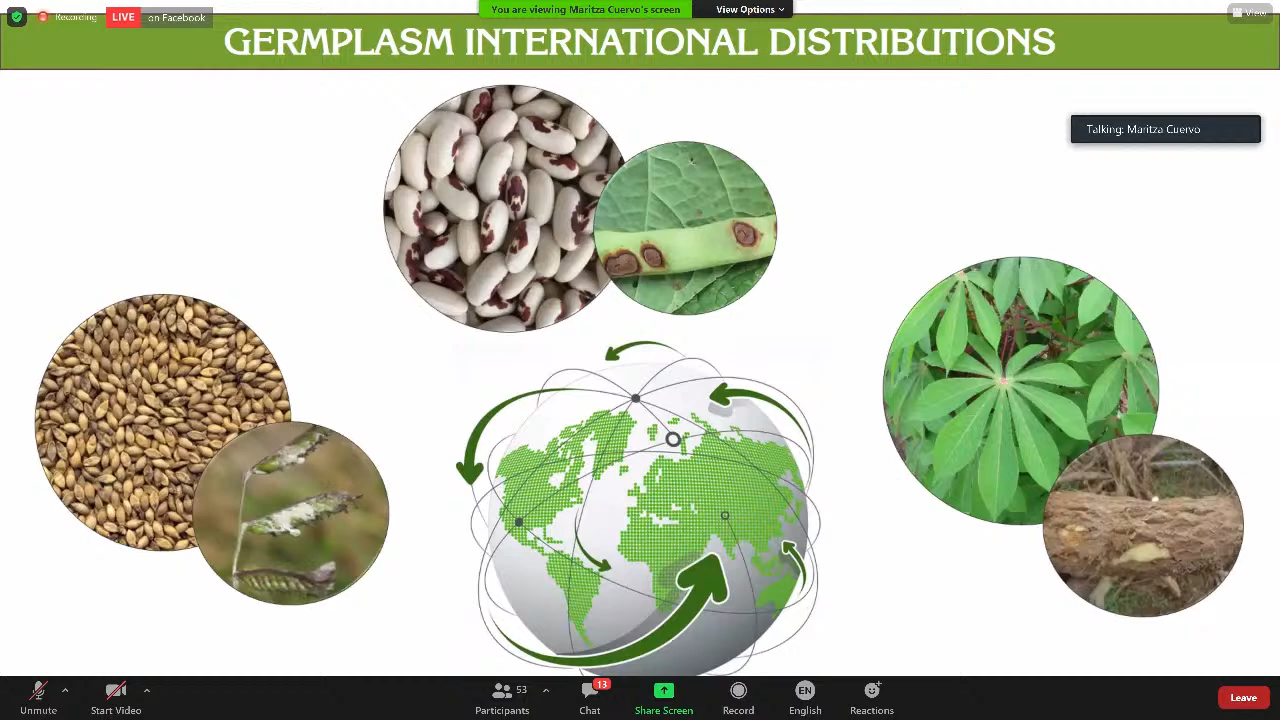 Recording
LIVE
on Facebook
You are viewing Maritza Cuervo's screen
View Options
View
GERMPLASM INTERNATIONAL DISTRIBUTIONS
Talking: Maritza Cuervo
Unmute
Start Video
53
Participants
13
Chat
Share Screen
Record
EN
English
Reactions
Leave